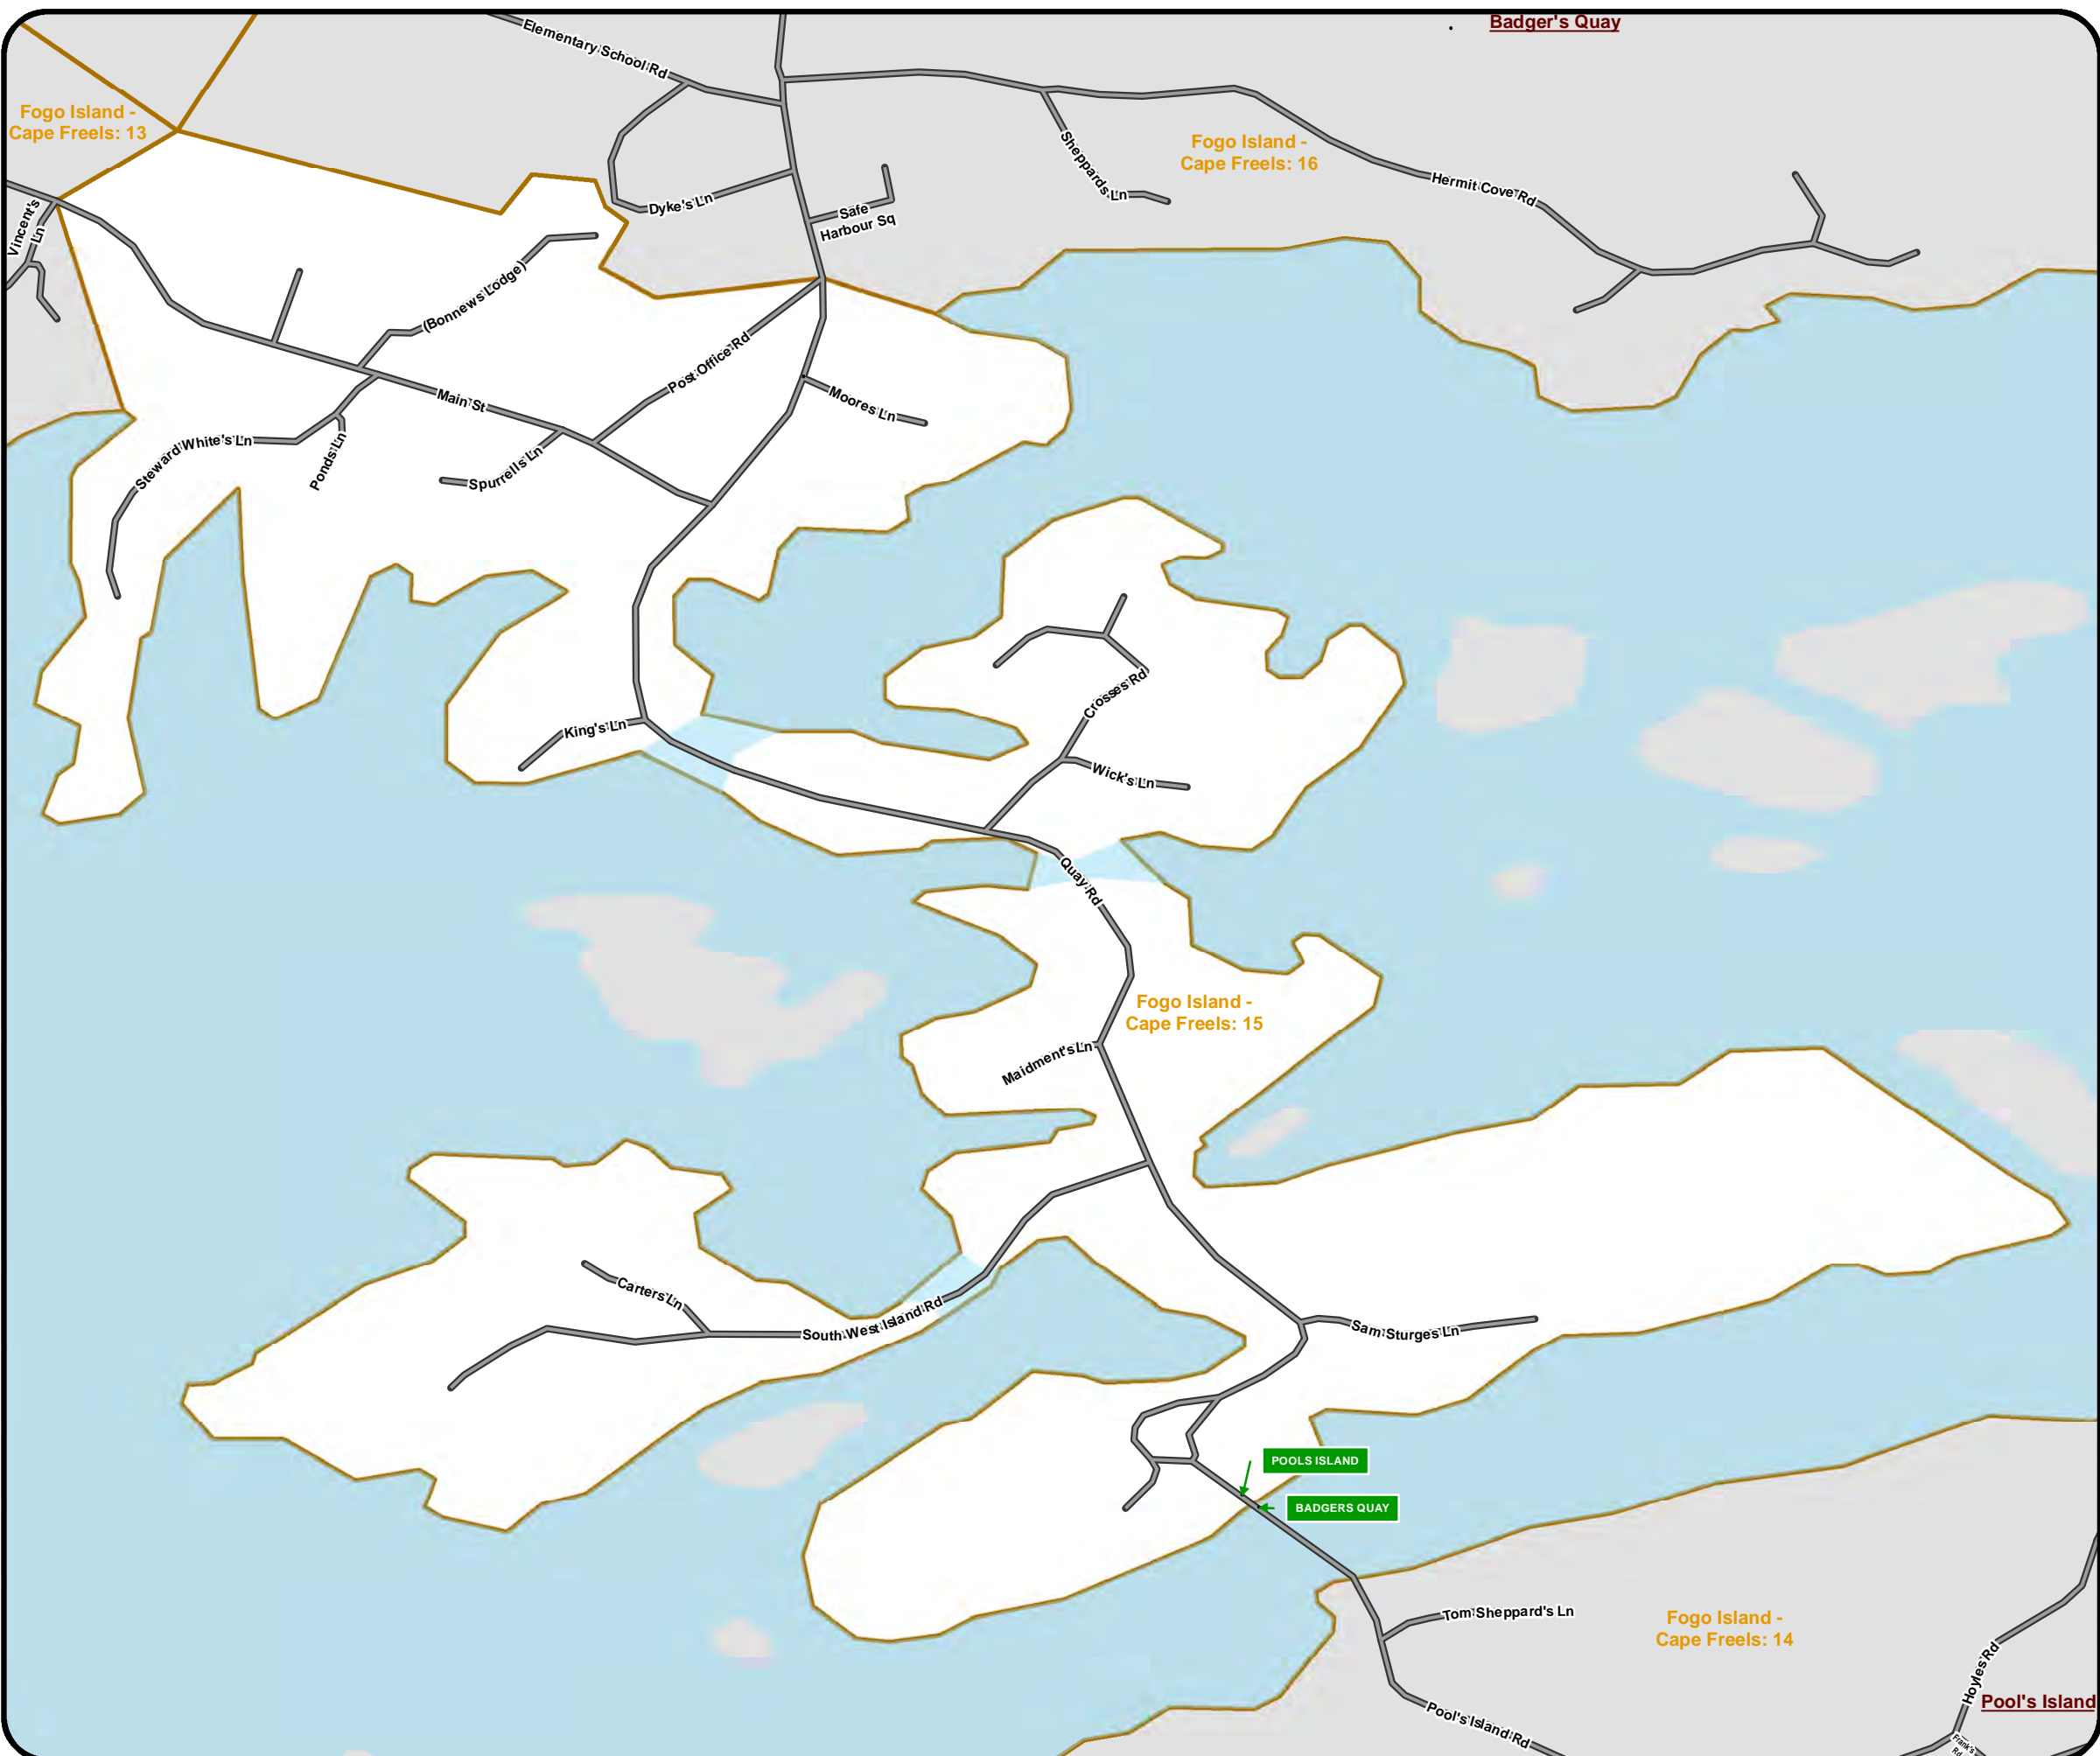 Badger's Quay
Elementary School Rd
Fogo Island -
Cape Freels: 13
Fogo Island -
Cape Freels: 16
Sheppards Ln
Hermit Cove Rd
Dyke's Ln
Safe
Harbour Sq
Vincent's
Ln
(Bonnews Lodge)
Post Office Rd
Main St
Moores Ln
Steward White's Ln
Ponds Ln
Spurrells Ln
Crosses Rd
King's Ln
Wick's Ln
Quay Rd
Fogo Island -
Cape Freels: 15
Maidment's Ln
Carters Ln
South West Island Rd
Sam Sturges Ln
POOLS ISLAND
BADGERS QUAY
Tom Sheppard's Ln
Fogo Island -
Cape Freels: 14
Hoyles Rd
Pool's Island
Pool's Island Rd
Frank's
Rd